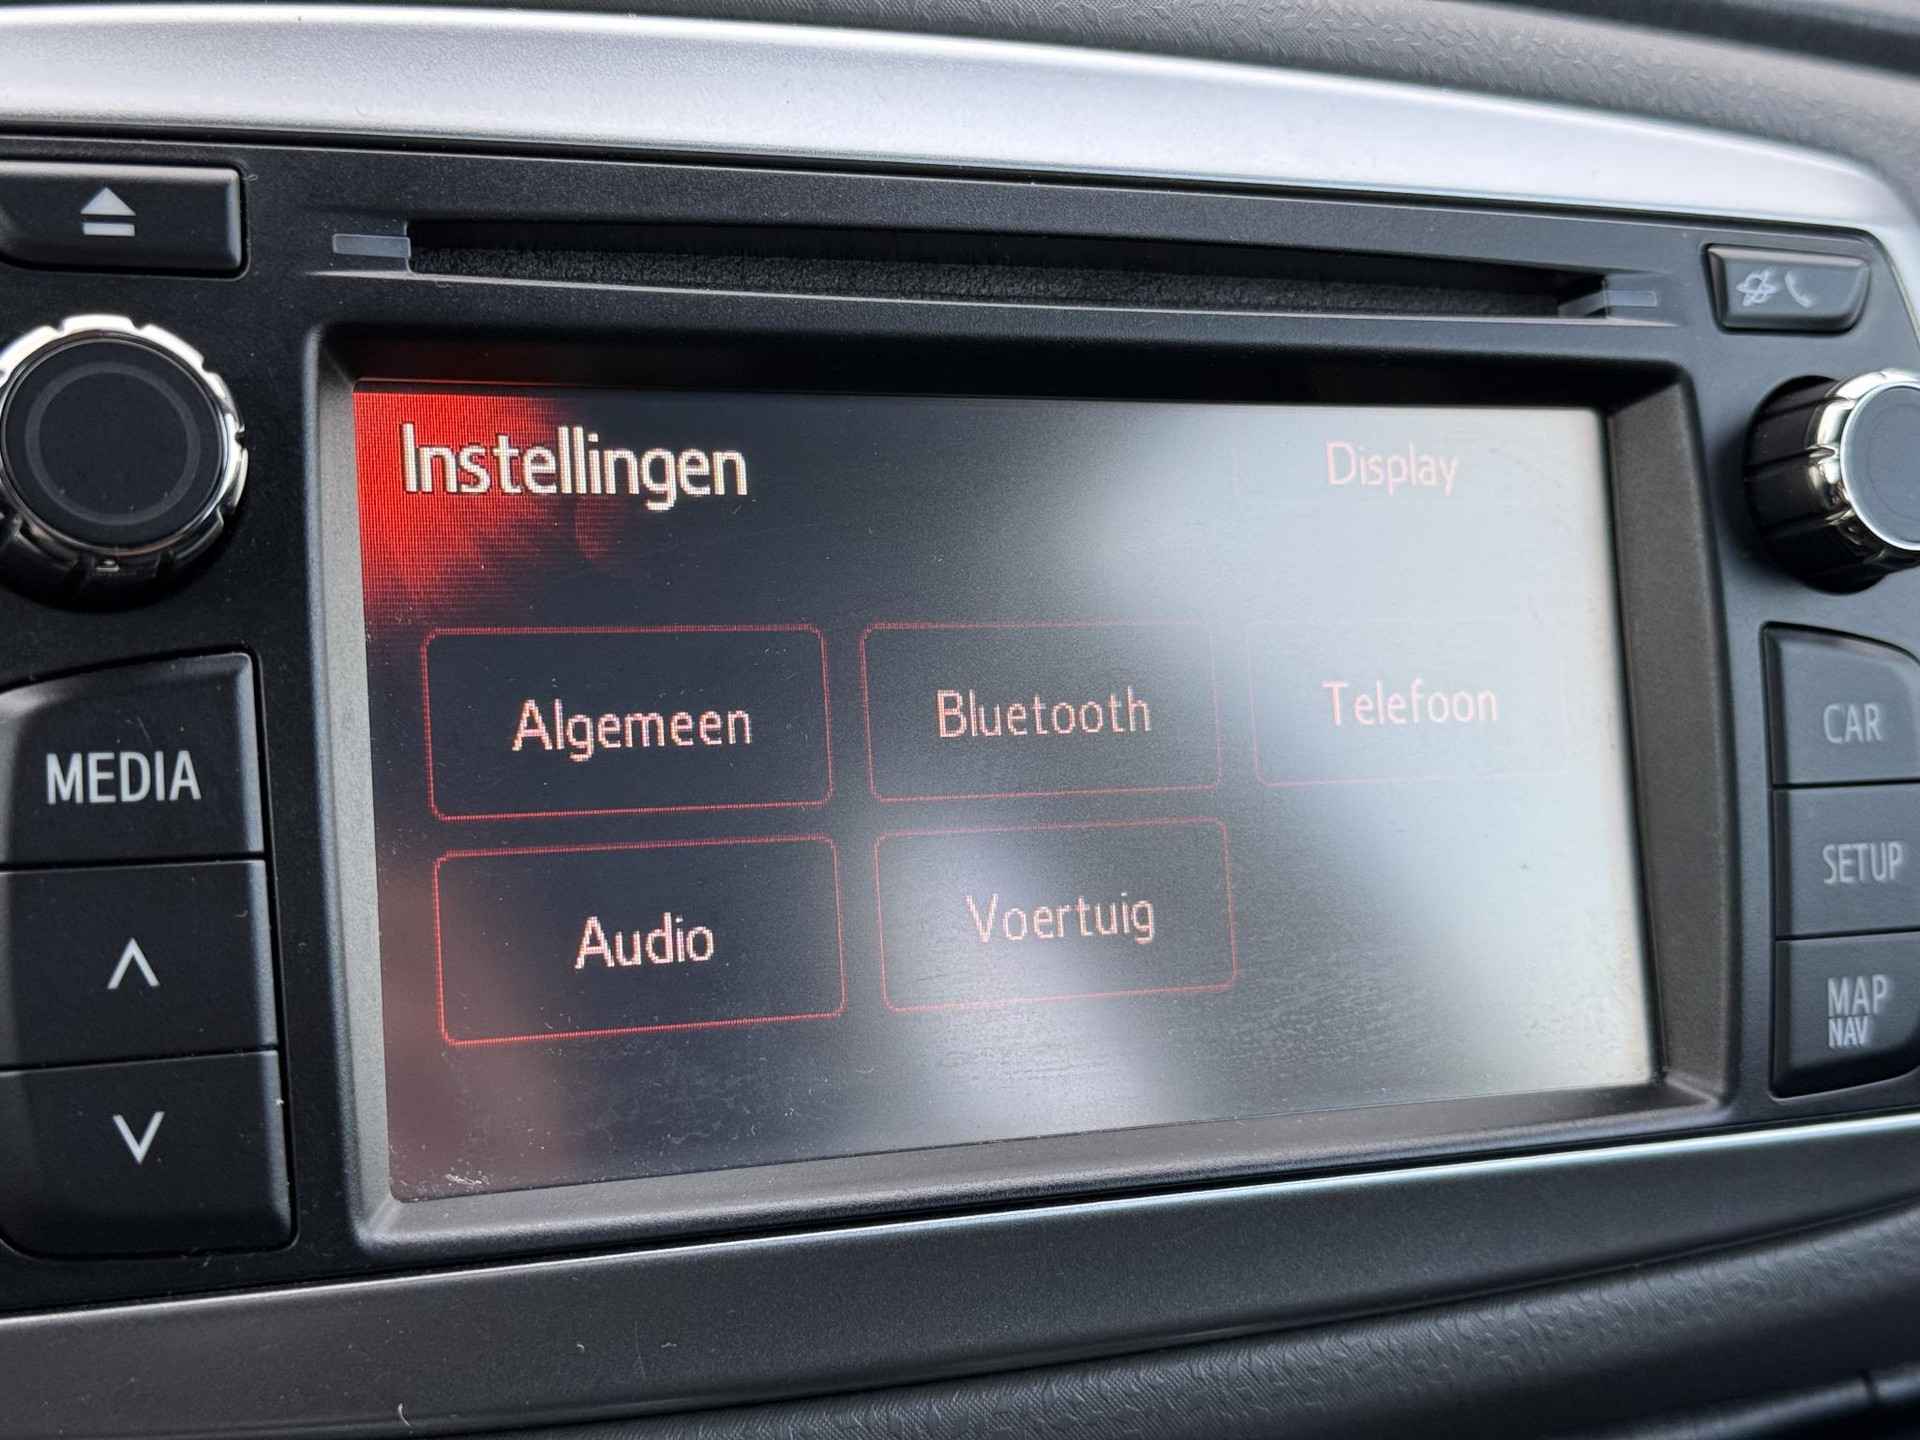 Instellingen
Display
Algemeen
Bluetooth
Telefoon
Audio
Voertuig
MEDIA
CAR
SETUP
MAP
NAV